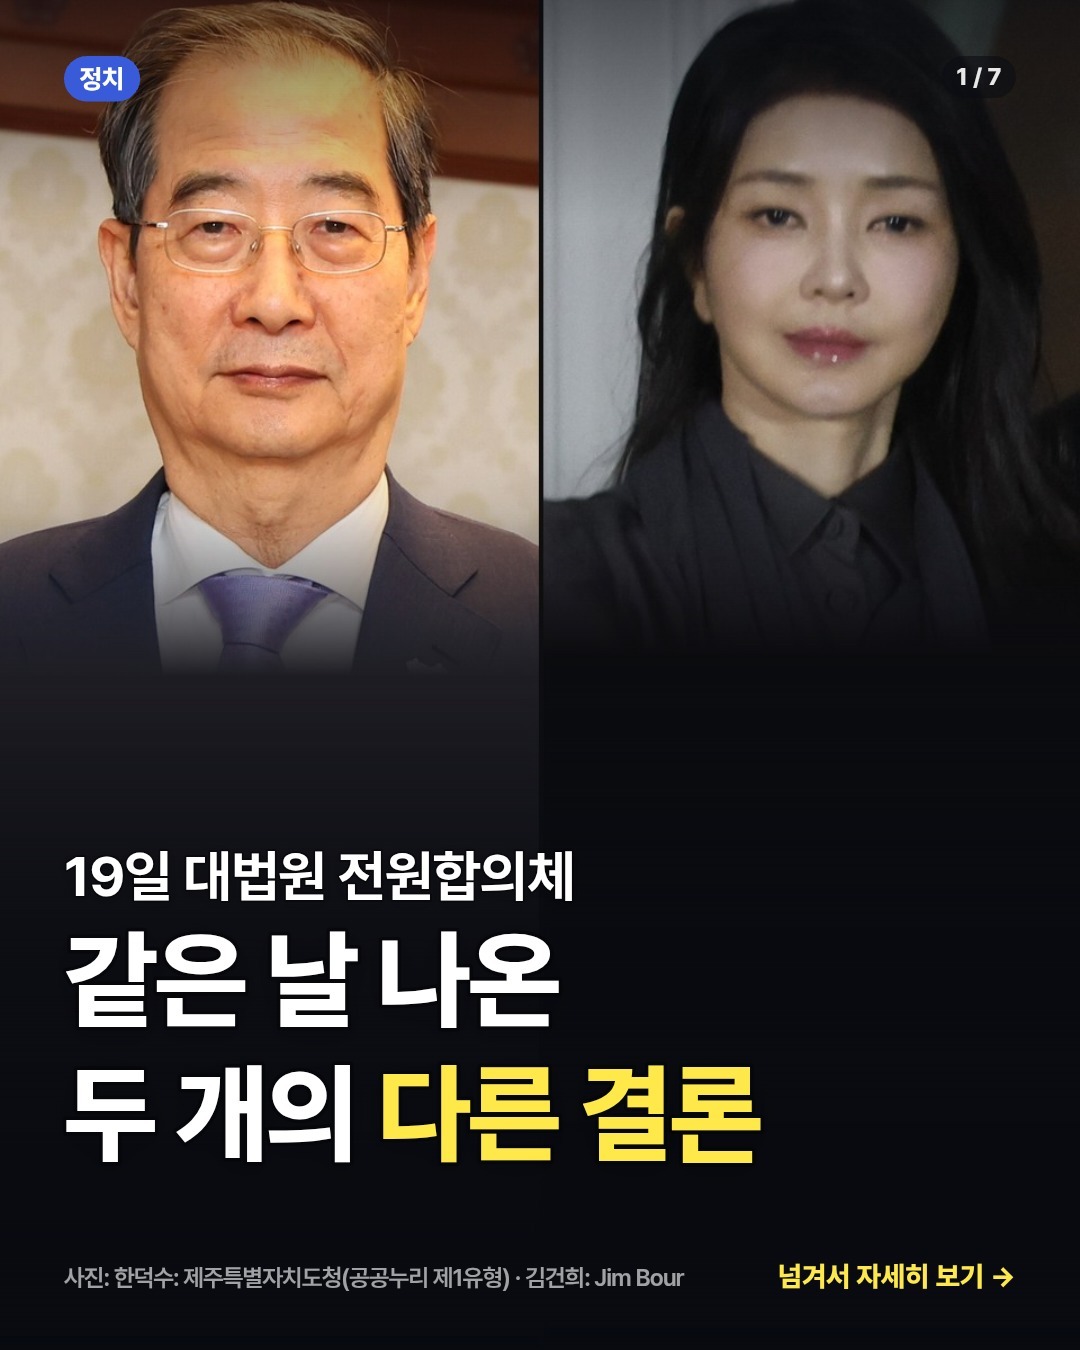 정치
1 / 7
19일 대법원 전원합의체
같은 날 나온
두 개의 다른 결론
사진: 한덕수: 제주특별자치도청(공공누리 제1유형) · 김건희: Jim Bour
넘겨서 자세히 보기 →